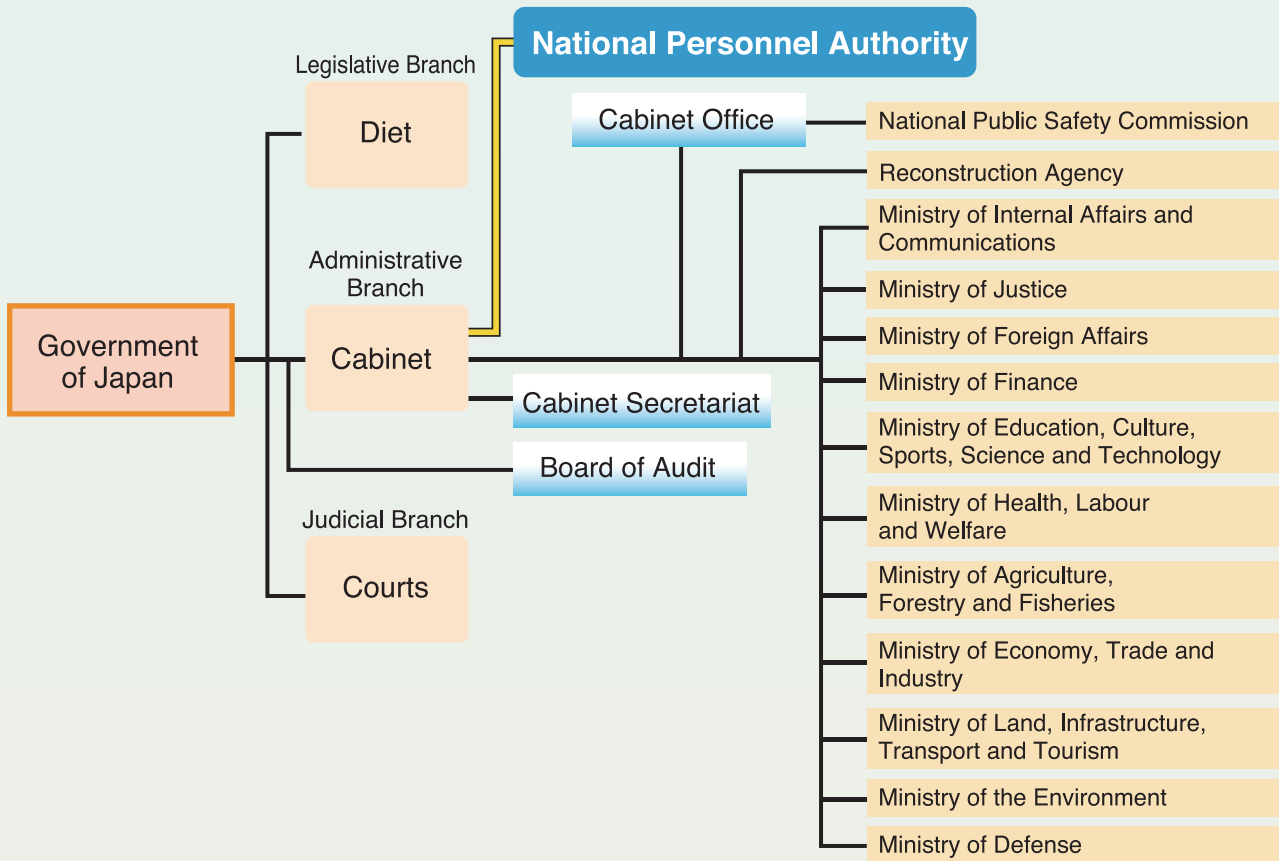 National Personnel Authority
Legislative Branch
Diet
Cabinet Office
National Public Safety Commission
Reconstruction Agency
Ministry of Internal Affairs and
Communications
Administrative
Branch
Ministry of Justice
Government
of Japan
Cabinet
Ministry of Foreign Affairs
Ministry of Finance
Cabinet Secretariat
Ministry of Education, Culture,
Sports, Science and Technology
Board of Audit
Judicial Branch
Ministry of Health, Labour
and Welfare
Courts
Ministry of Agriculture,
Forestry and Fisheries
Ministry of Economy, Trade and
Industry
Ministry of Land, Infrastructure,
Transport and Tourism
Ministry of the Environment
Ministry of Defense